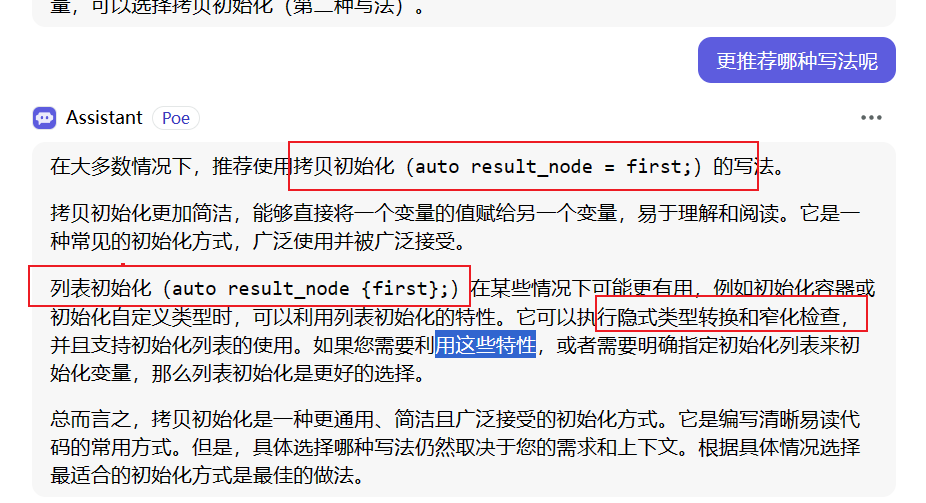 量，可以选择拷贝初始化（第二种写法）。
更推荐哪种写法呢
Assistant Poe
在大多数情况下，推荐使用拷贝初始化（auto result_node = first;）的写法。
拷贝初始化更加简洁，能够直接将一个变量的值赋给另一个变量，易于理解和阅读。它是一
种常见的初始化方式，广泛使用并被广泛接受。
列表初始化（auto result_node {first};）在某些情况下可能更有用，例如初始化容器或
初始化自定义类型时，可以利用列表初始化的特性。它可以执行隐式类型转换和窄化检查，
并且支持初始化列表的使用。如果您需要利用这些特性，或者需要明确指定初始化列表来初
始化变量，那么列表初始化是更好的选择。
总而言之，拷贝初始化是一种更通用、简洁且广泛接受的初始化方式。它是编写清晰易读代
码的常用方式。但是，具体选择哪种写法仍然取决于您的需求和上下文。根据具体情况选择
最适合的初始化方式是最佳的做法。